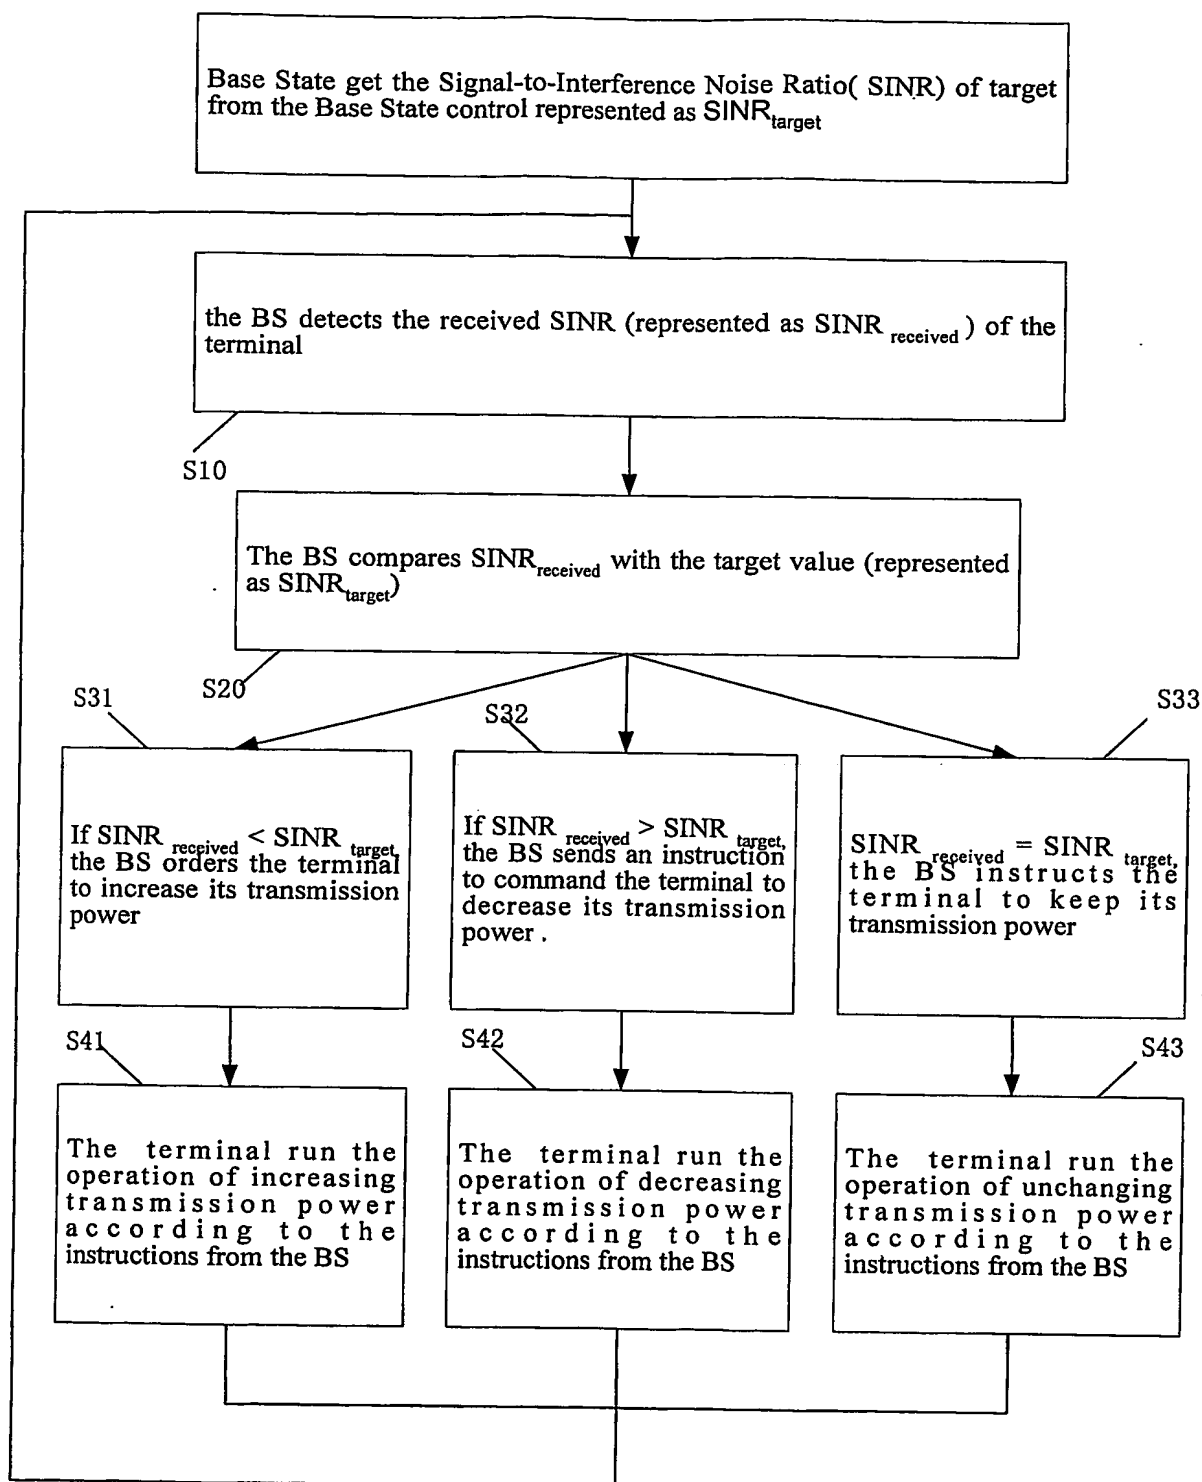 Base State get the Signal-to-Interference Noise Ratio( SINR) of target
from the Base State control represented as SINR target
the BS detects the received SINR (represented as SINR received ) of the
terminal
S10
The BS compares SINR received with the target value (represented
as SINR target)
S20
S31
S32
S33
If SINR received < SINR target,
the BS orders the terminal
to increase its transmission
power
If SINR received > SINR target,
the BS sends an instruction
to command the terminal to
decrease its transmission
power .
SINR received = SINR target,
the BS instructs the
terminal to keep its
transmission power
S41
S42
S43
The terminal run the
operation of increasing
transmission power
according to the
instructions from the BS
The terminal run the
operation of decreasing
transmission power
according to the
instructions from the BS
The terminal run the
operation of unchanging
transmission power
according to the
instructions from the BS